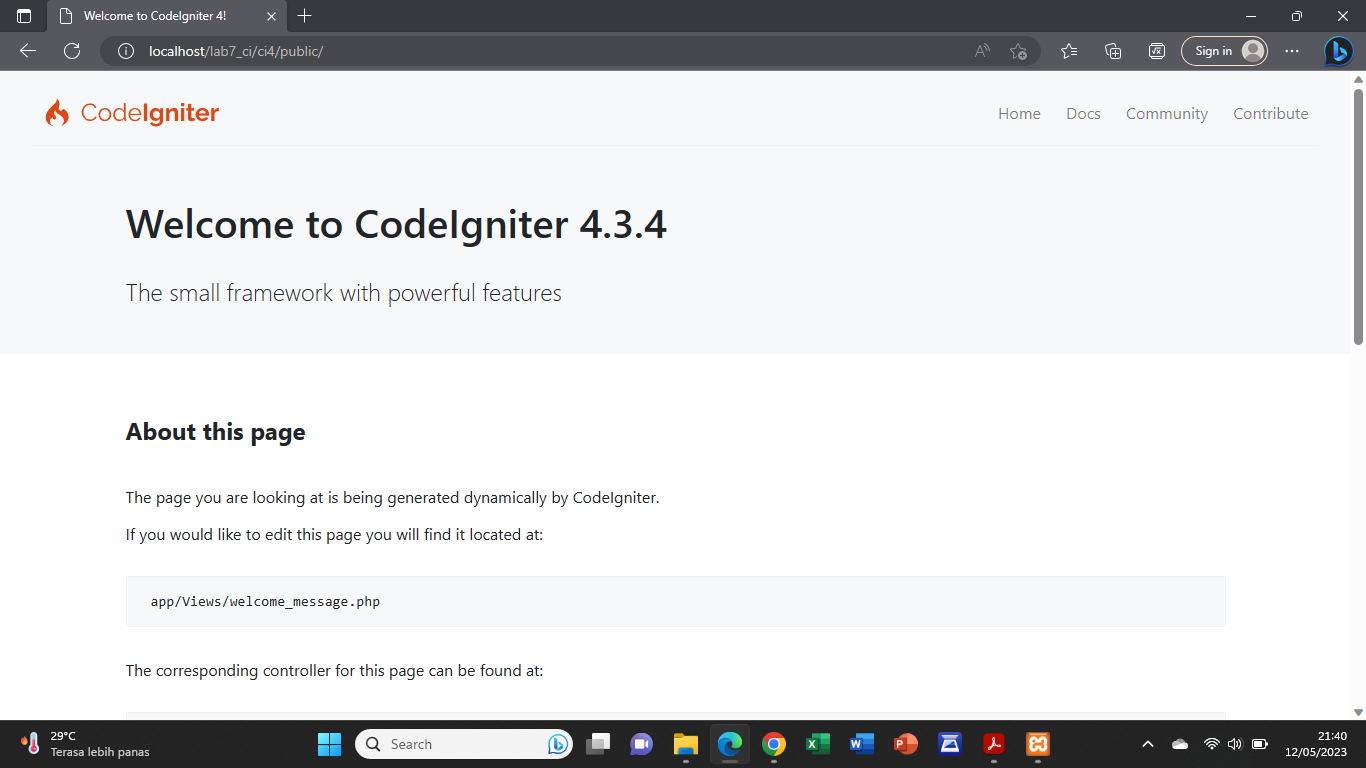 Welcome to CodeIgniter 4!
localhost/lab7_ci/ci4/public/
Sign in
CodeIgniter
Home Docs Community Contribute
Welcome to CodeIgniter 4.3.4
The small framework with powerful features
About this page
The page you are looking at is being generated dynamically by CodeIgniter.
If you would like to edit this page you will find it located at:
app/Views/welcome_message.php
The corresponding controller for this page can be found at:
29°C
Terasa lebih panas
Search
21:40
12/05/2023